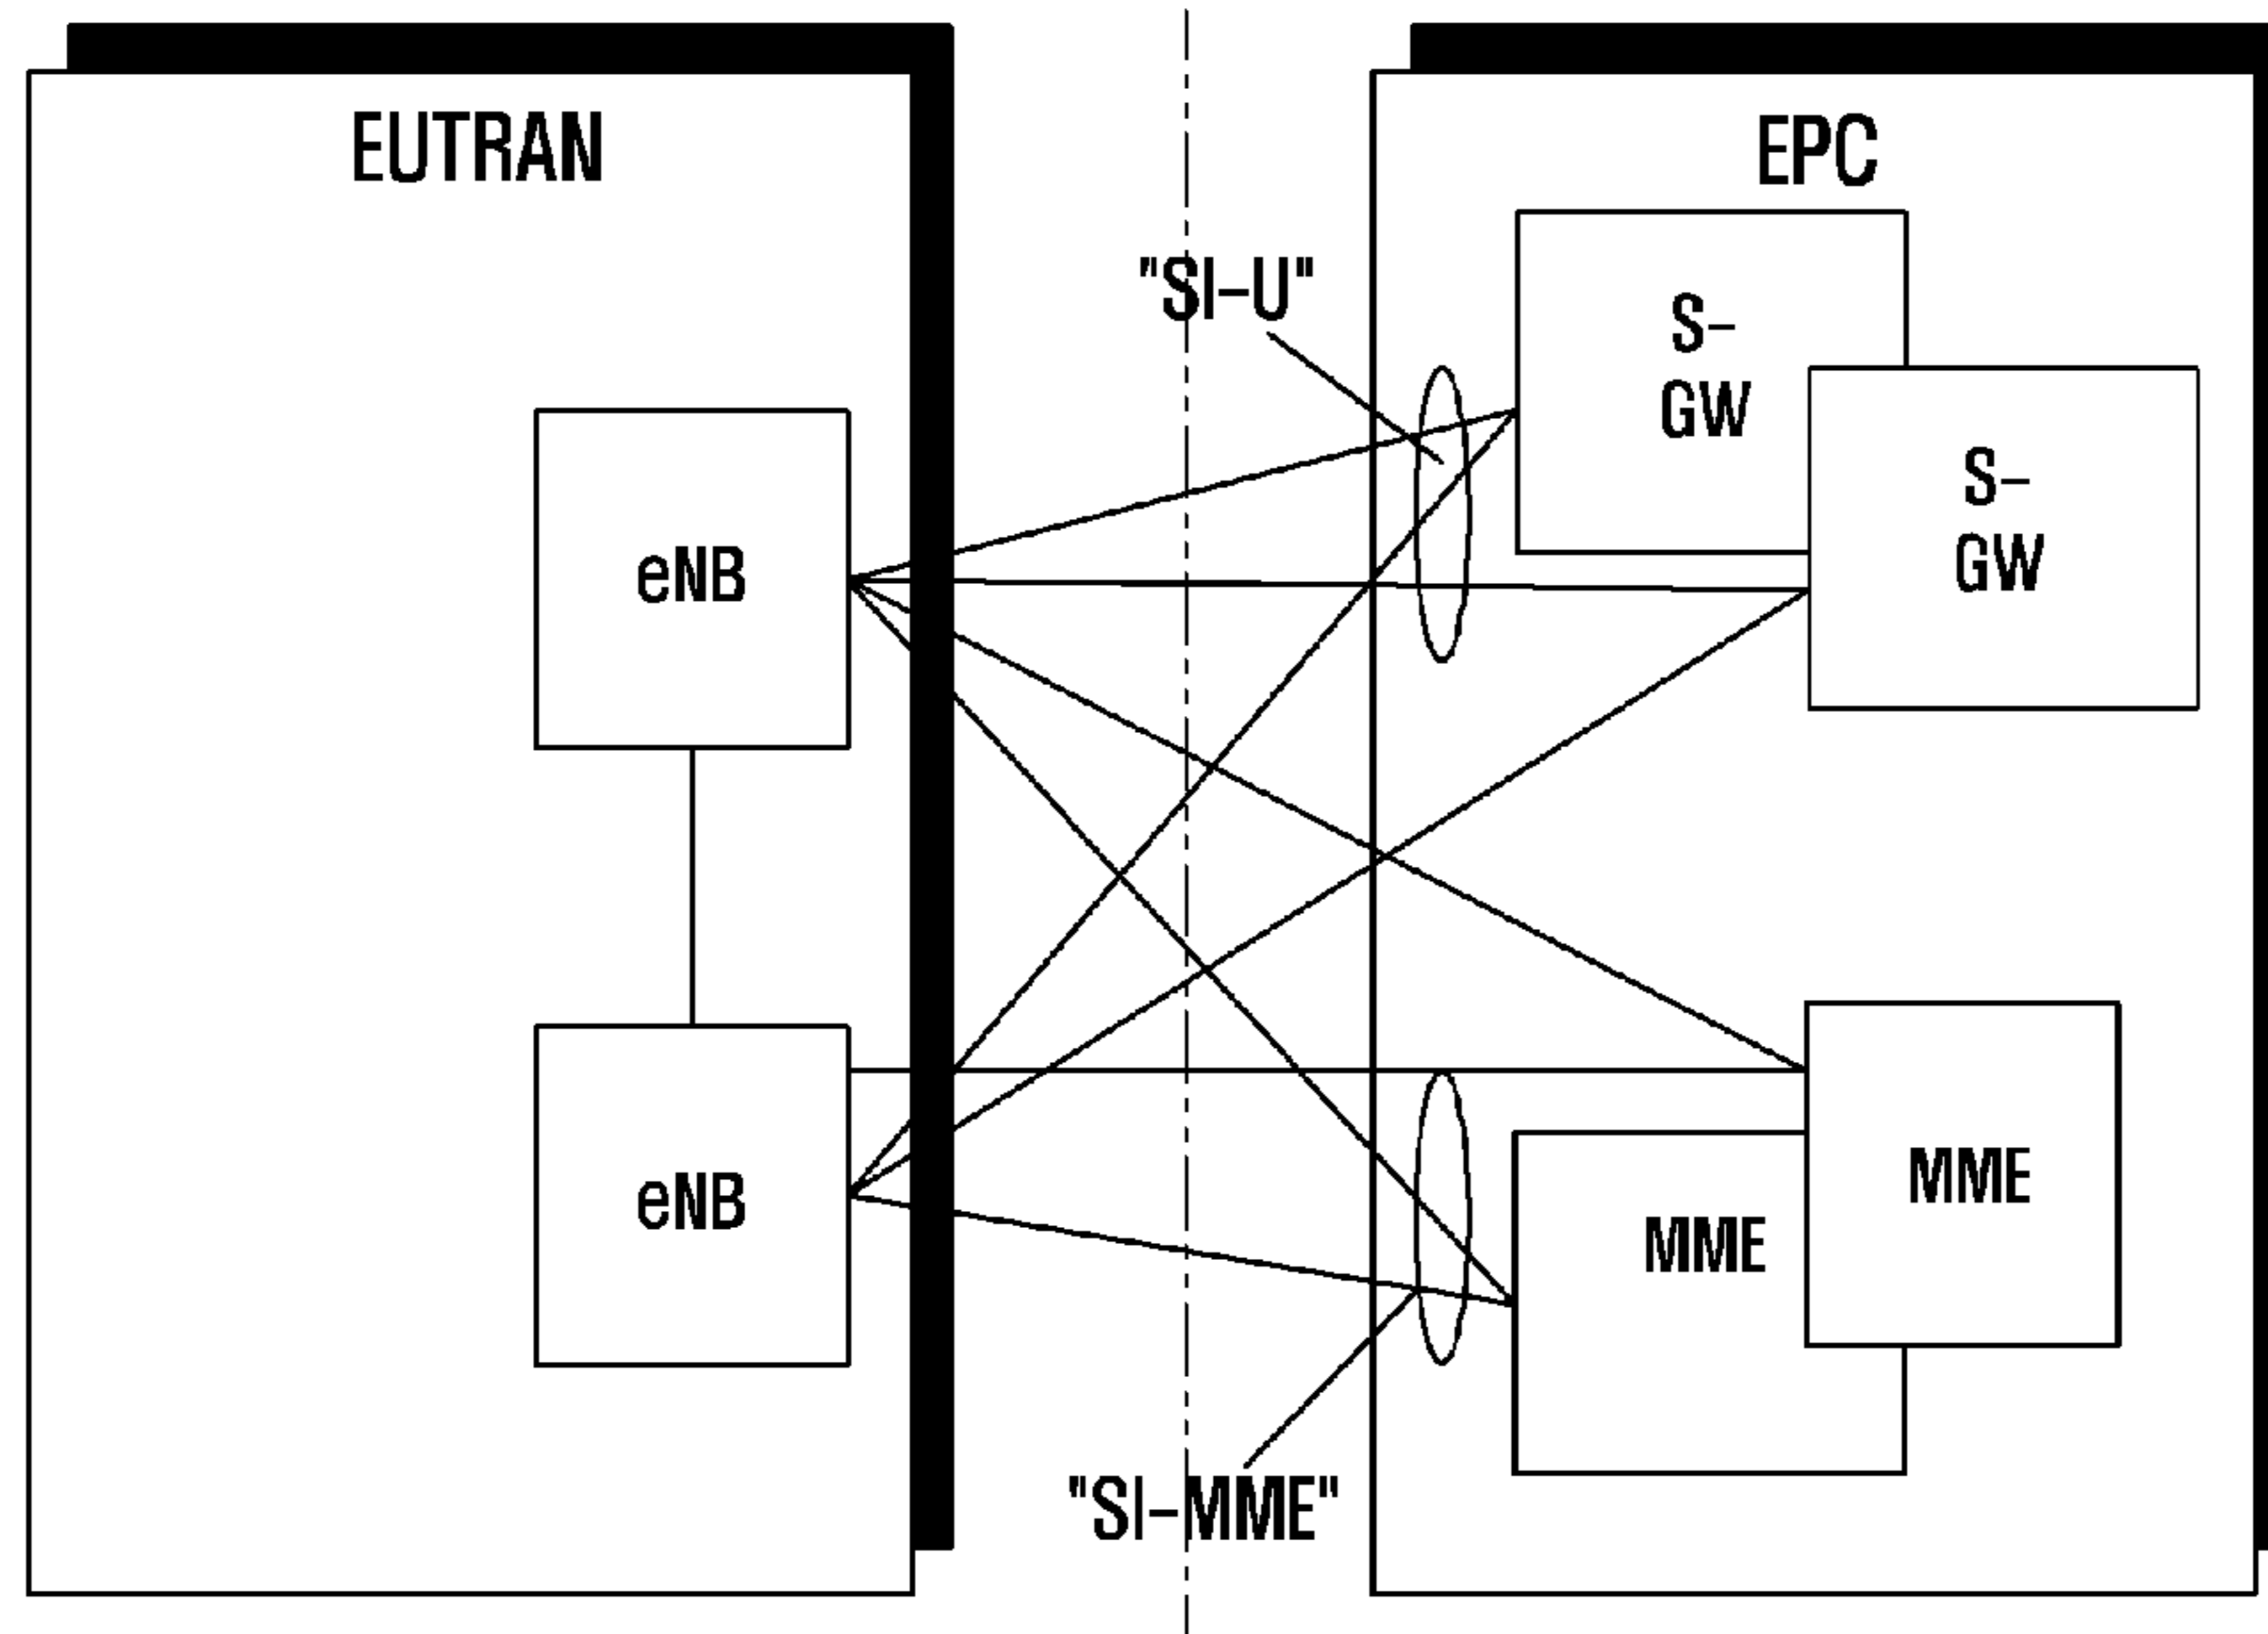 EUTRAN
EPC
"SI-U"
S-
GW
S-
GW
eNB
eNB
MME
MME
"SI-MME"